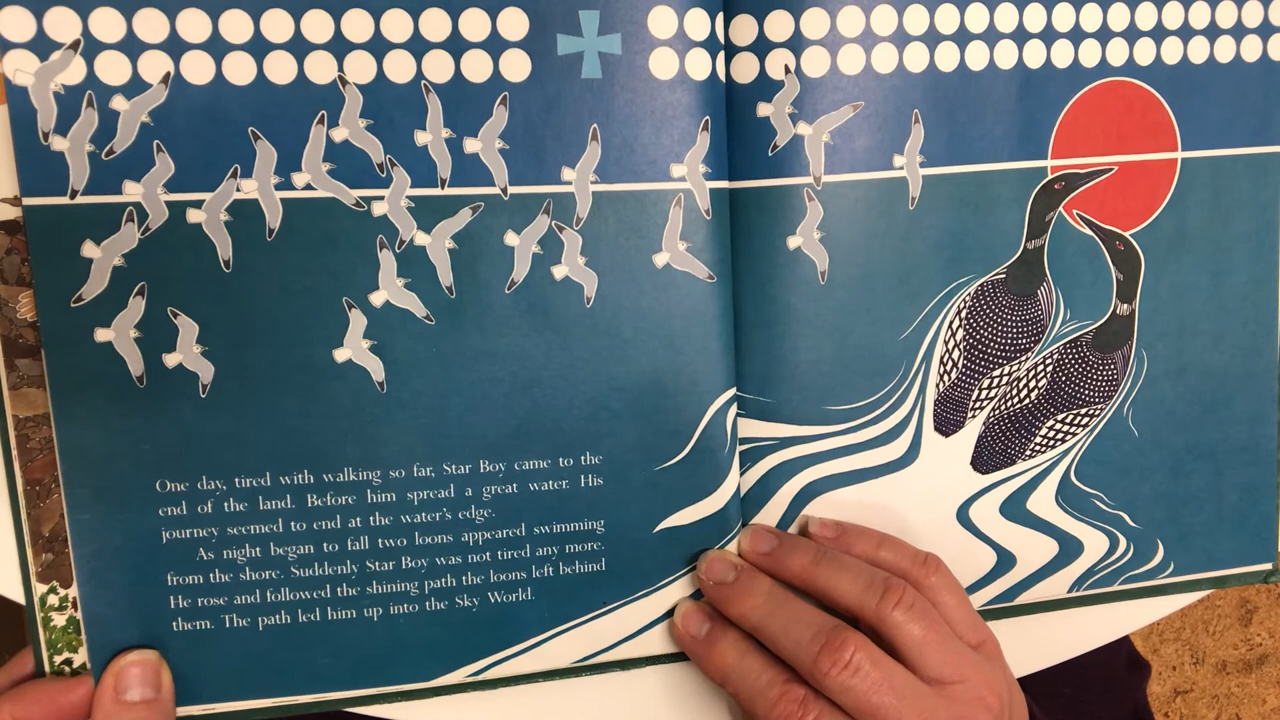 One day, tired with walking so far, Star Boy came to the
end of the land. Before him spread a great water. His
journey seemed to end at the water's edge.
As night began to fall two loons appeared swimming
from the shore. Suddenly Star Boy was not tired any more.
He rose and followed the shining path the loons left behind
them. The path led him up into the Sky World.